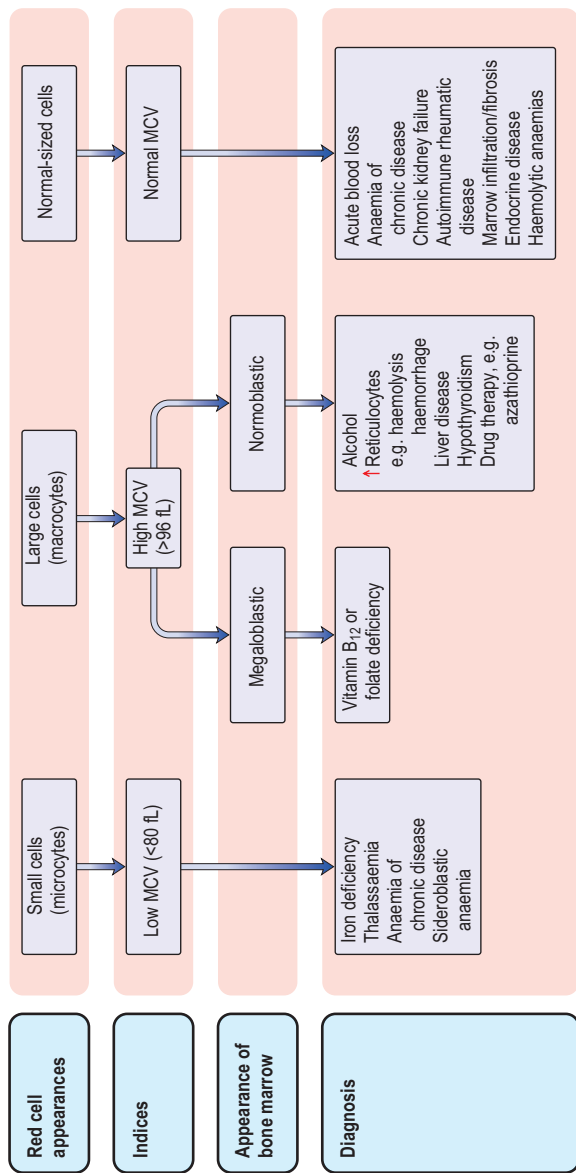 Red cell
appearances
Small cells
(microcytes)
Large cells
(macrocytes)
Normal-sized cells
Indices
Low MCV (<80 fL)
High MCV
(>96 fL)
Normal MCV
Appearance of
bone marrow
Megaloblastic
Normoblastic
Diagnosis
Iron deficiency
Thalassaemia
Anaemia of
chronic disease
Sideroblastic
anaemia
Vitamin B₁₂ or
folate deficiency
Alcohol
↑Reticulocytes
e.g. haemolysis
haemorrhage
Liver disease
Hypothyroidism
Drug therapy, e.g.
azathioprine
Acute blood loss
Anaemia of
chronic disease
Chronic kidney failure
Autoimmune rheumatic
disease
Marrow infiltration/fibrosis
Endocrine disease
Haemolytic anaemias